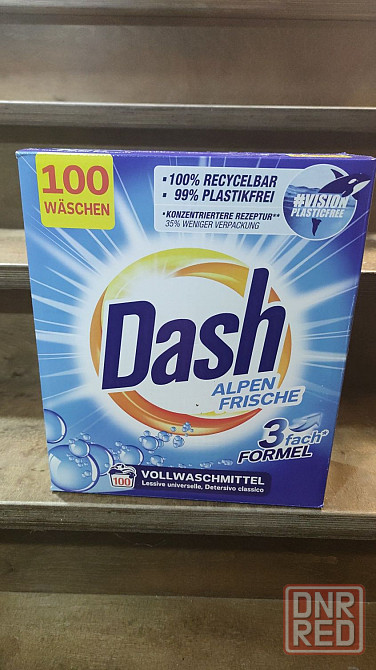 100
WÄSCHEN
• 100% RECYCELBAR
• 99% PLASTIKFREI
• KONZENTRIERTERE REZEPTUR**
35% WENIGER VERPACKUNG
#VISION
PLASTICFREE
Dash
ALPEN
FRISCHE
3fach*
FORMEL
100
VOLLWASCHMITTEL
Lessive universelle, Detersivo classico
DNR
RED